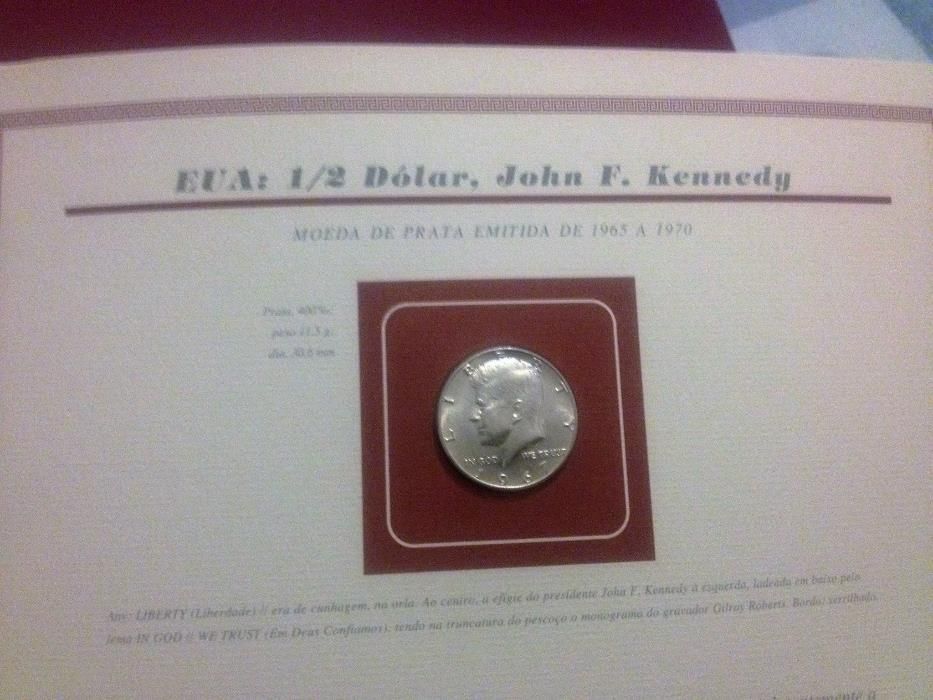 EUA: 1/2 Dólar, John F. Kennedy
MOEDA DE PRATA EMITIDA DE 1965 A 1970
Prata, 400‰;
peso 11,5 g;
dia. 30,6 mm
LIBERTY
IN GOD WE TRUST
196
Anv.: LIBERTY (Liberdade) // era de cunhagem, na orla. Ao centro, a efígie do presidente John F. Kennedy à esquerda, ladeada em baixo pelo
lema IN GOD // WE TRUST (Em Deus Confiamos), tendo na truncatura do pescoço o monograma do gravador Gilroy Roberts. Bordo: serrilhado.